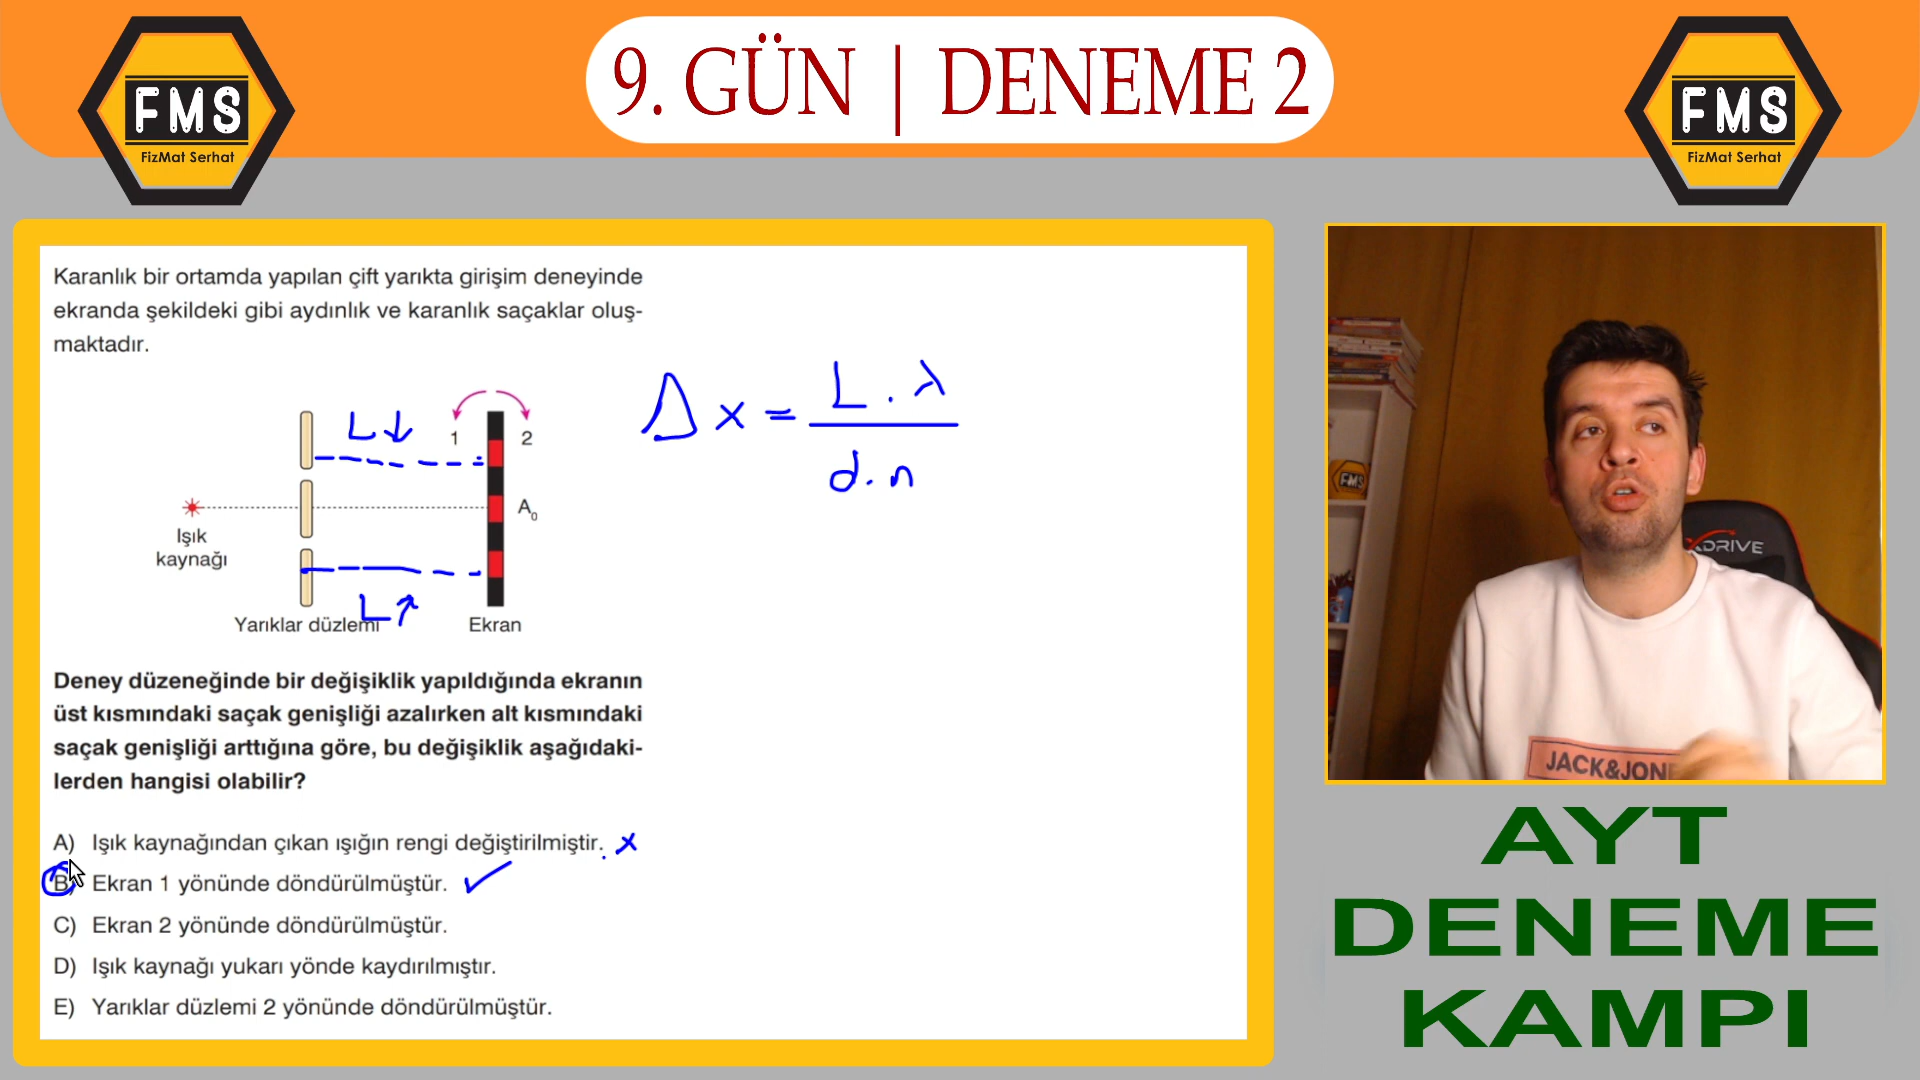 9. GÜN | DENEME 2
FMS
FizMat Serhat
FMS
FizMat Serhat
Karanlık bir ortamda yapılan çift yarıkta girişim deneyinde
ekranda şekildeki gibi aydınlık ve karanlık saçaklar oluş-
maktadır.
L↓
1
2
Işık
kaynağı
A₀
L↑
Yarıklar düzlemi
Ekran
Δx = L.λ
d.n
Deney düzeneğinde bir değişiklik yapıldığında ekranın
üst kısmındaki saçak genişliği azalırken alt kısmındaki
saçak genişliği arttığına göre, bu değişiklik aşağıdaki-
lerden hangisi olabilir?
A) Işık kaynağından çıkan ışığın rengi değiştirilmiştir. x
B) Ekran 1 yönünde döndürülmüştür. ✓
C) Ekran 2 yönünde döndürülmüştür.
D) Işık kaynağı yukarı yönde kaydırılmıştır.
E) Yarıklar düzlemi 2 yönünde döndürülmüştür.
FMS
XDRIVE
JACK&JON
AYT
DENEME
KAMPI